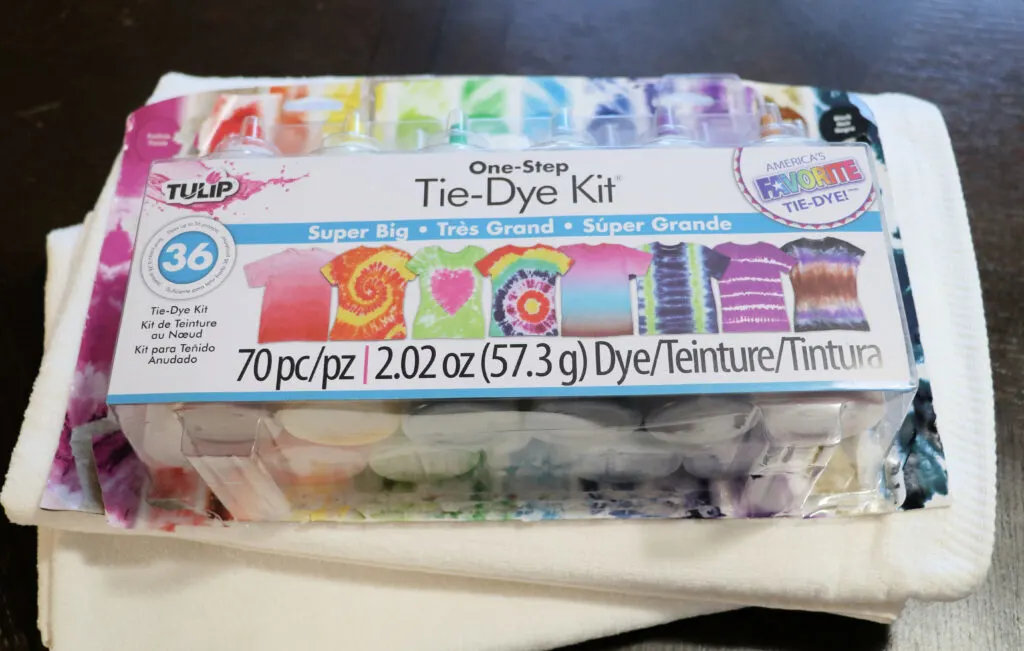 TULIP
One-Step
Tie-Dye Kit®
AMERICA'S
FAVORITE
TIE-DYE!
Super Big • Très Grand • Súper Grande
36
Tie-Dye Kit
Kit de Teinture
au Nœud
Kit para Teñido
Anudado
70 pc/pz | 2.02 oz (57.3 g) Dye/Teinture/Tintura